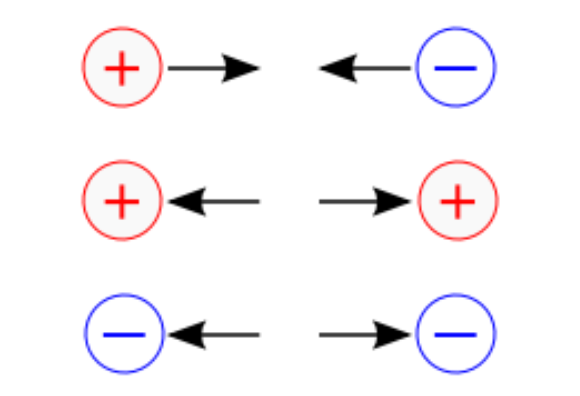 + −
+ +
− −